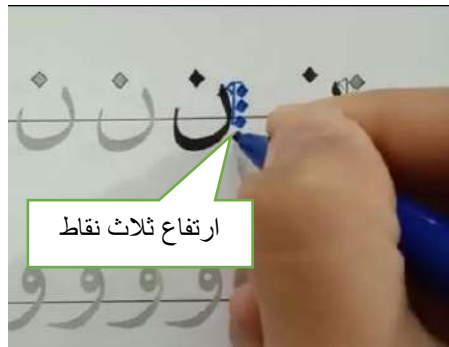 ن ن ن
ارتفاع ثلاث نقاط
و و و و